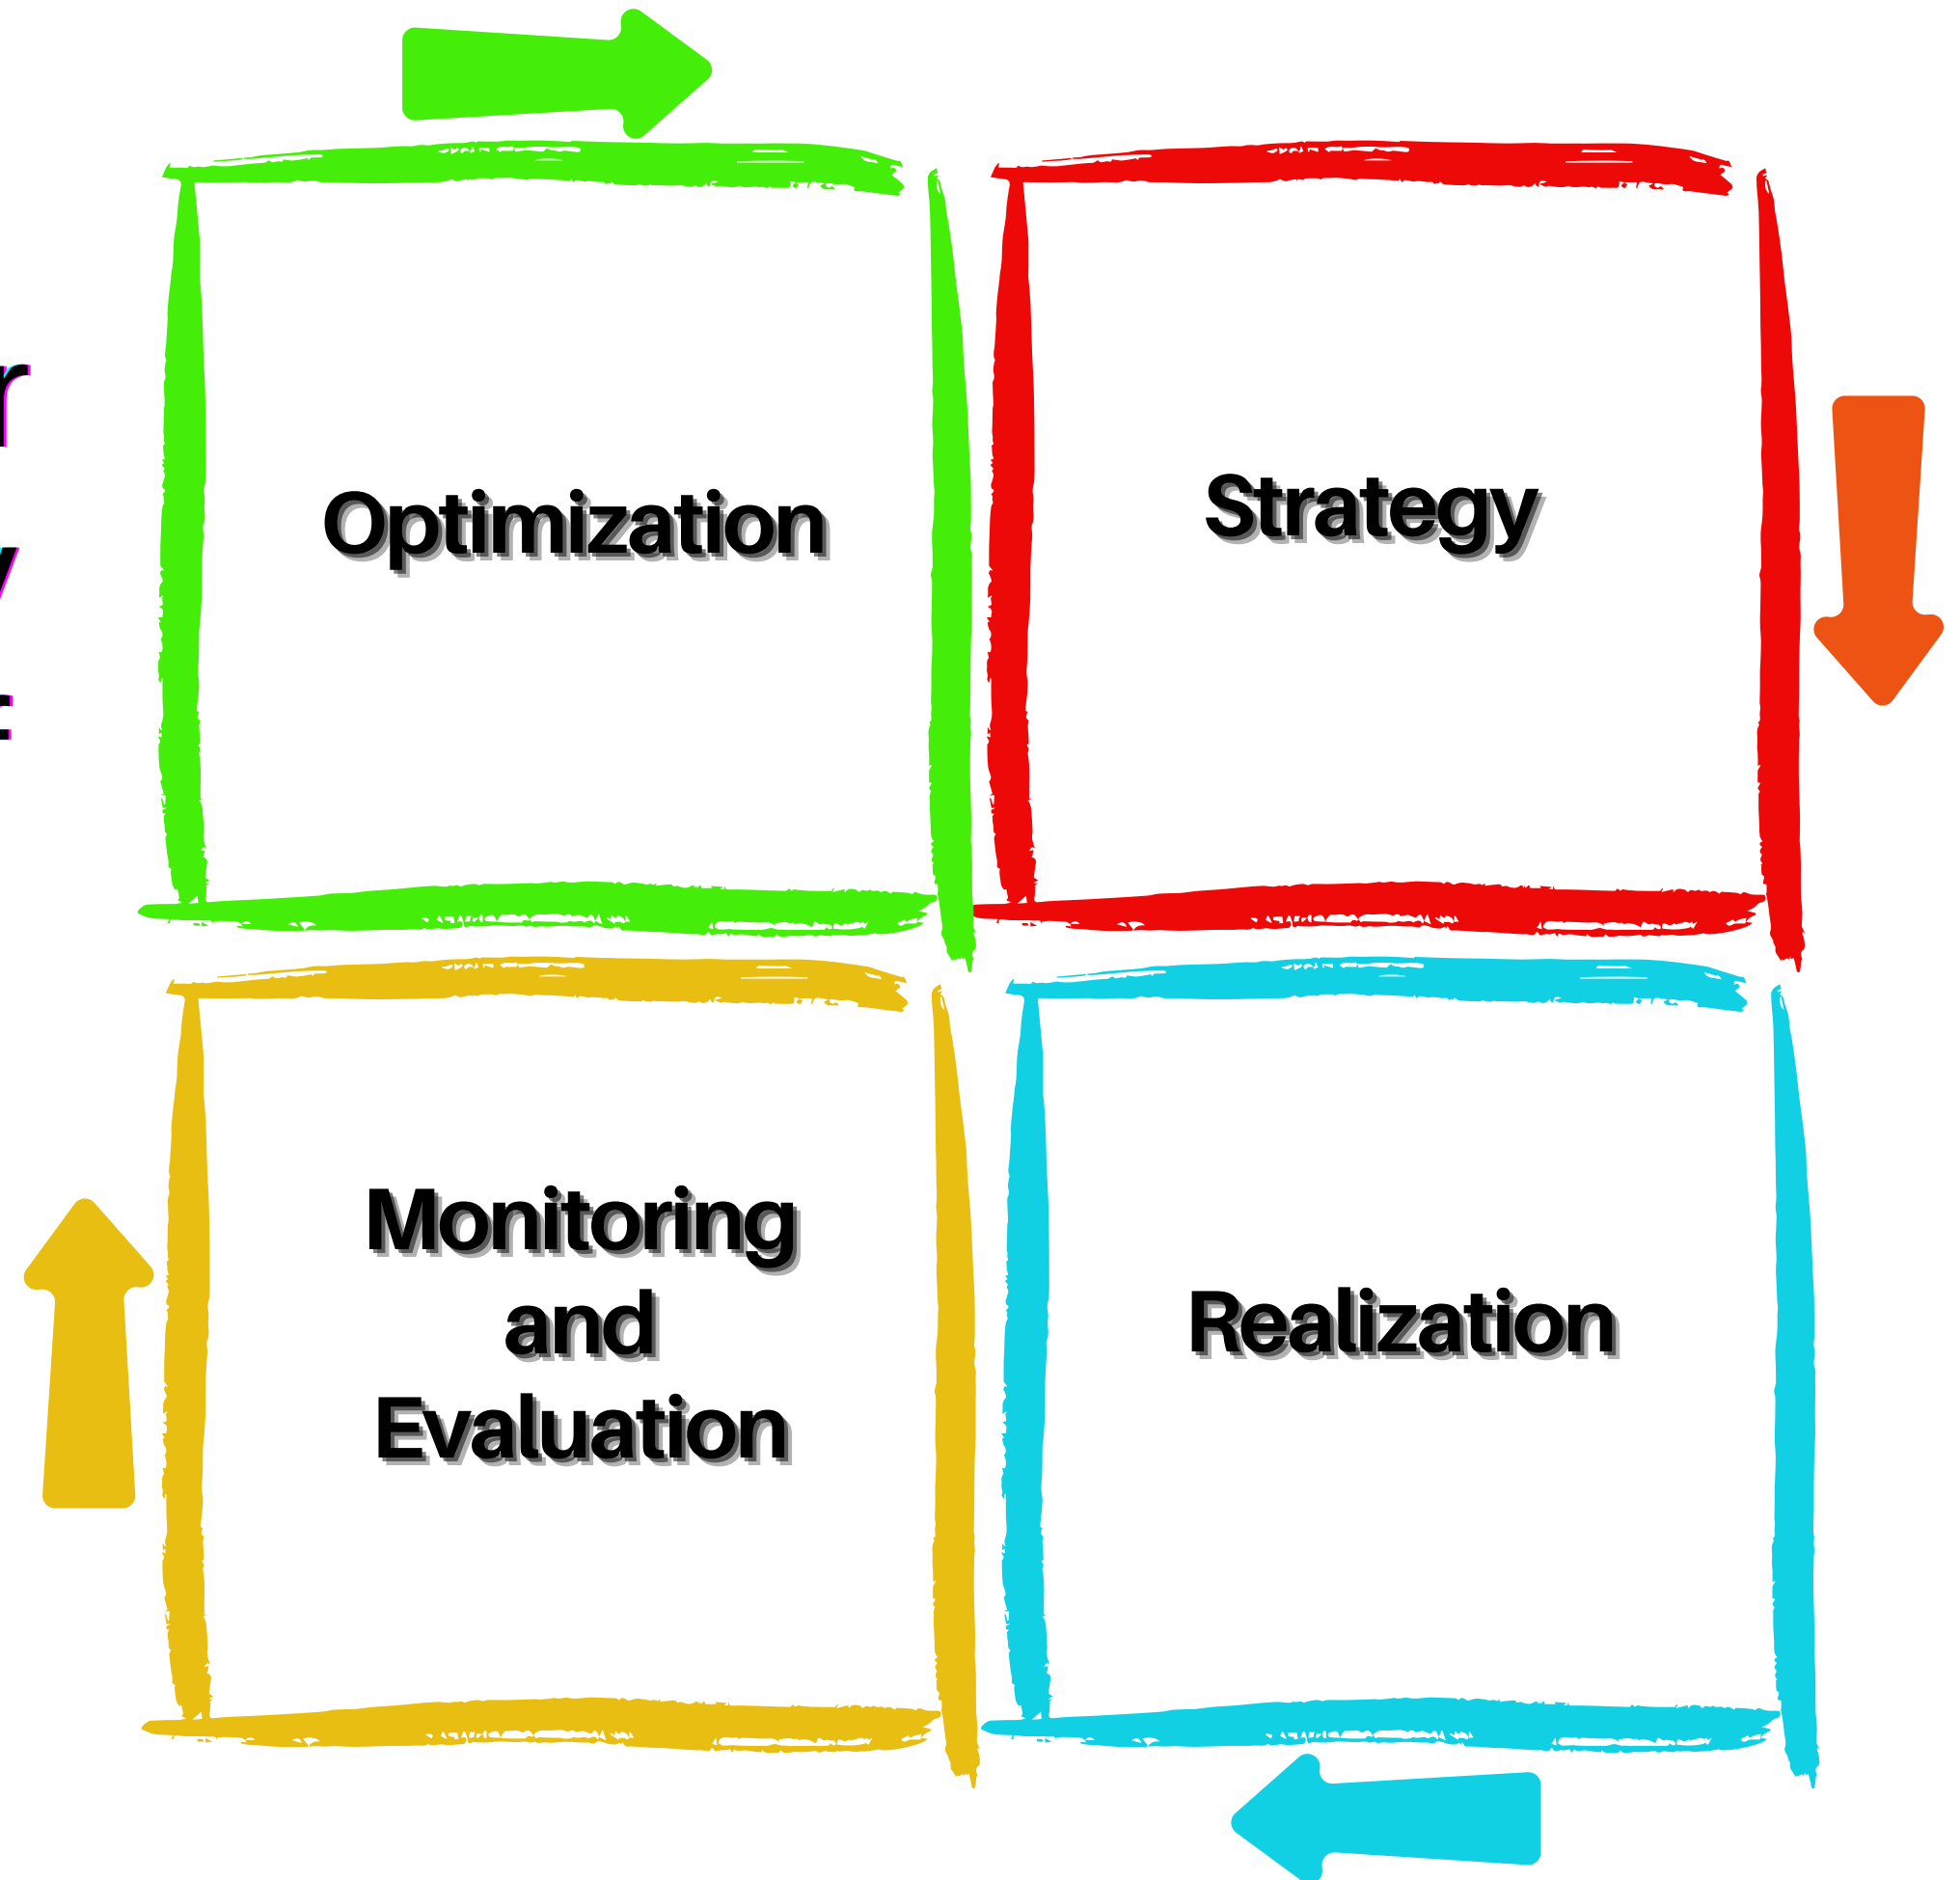 Optimization
Strategy
Monitoring
and
Evaluation
Realization